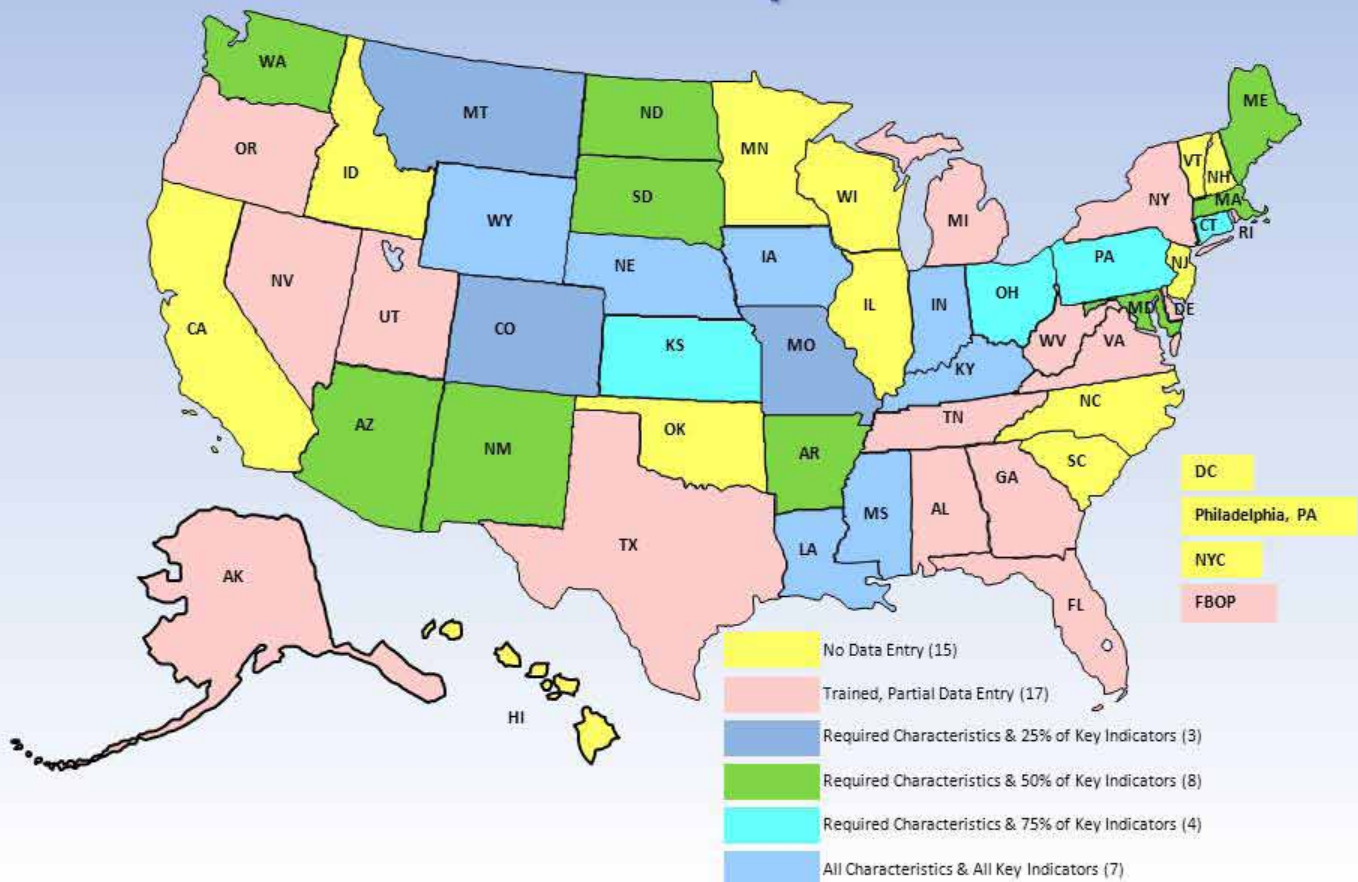 WA
MT
ND
MN
ME
OR
ID
SD
WI
VT
NH
NY
MI
MA
WY
CT
RI
IA
NE
PA
NJ
NV
OH
IN
IL
UT
MD
DE
CA
CO
KS
MO
WV
VA
KY
NC
TN
AZ
OK
NM
AR
SC
DC
GA
MS
AL
Philadelphia, PA
TX
LA
NYC
AK
FL
FBOP
HI
No Data Entry (15)
Trained, Partial Data Entry (17)
Required Characteristics & 25% of Key Indicators (3)
Required Characteristics & 50% of Key Indicators (8)
Required Characteristics & 75% of Key Indicators (4)
All Characteristics & All Key Indicators (7)